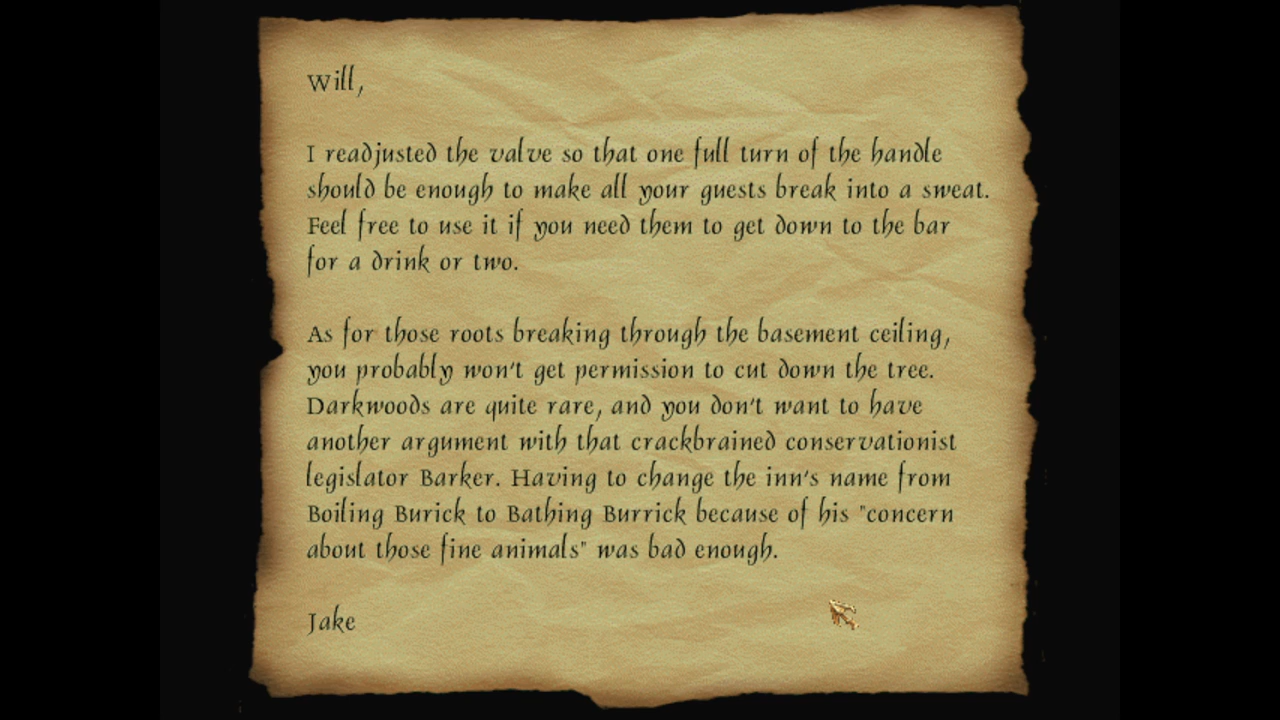 Will,
I readjusted the valve so that one full turn of the handle
should be enough to make all your guests break into a sweat.
Feel free to use it if you need them to get down to the bar
for a drink or two.
As for those roots breaking through the basement ceiling,
you probably won't get permission to cut down the tree.
Darkwoods are quite rare, and you don't want to have
another argument with that crackbrained conservationist
legislator Barker. Having to change the inn's name from
Boiling Burick to Bathing Burrick because of his "concern
about those fine animals" was bad enough.
Jake